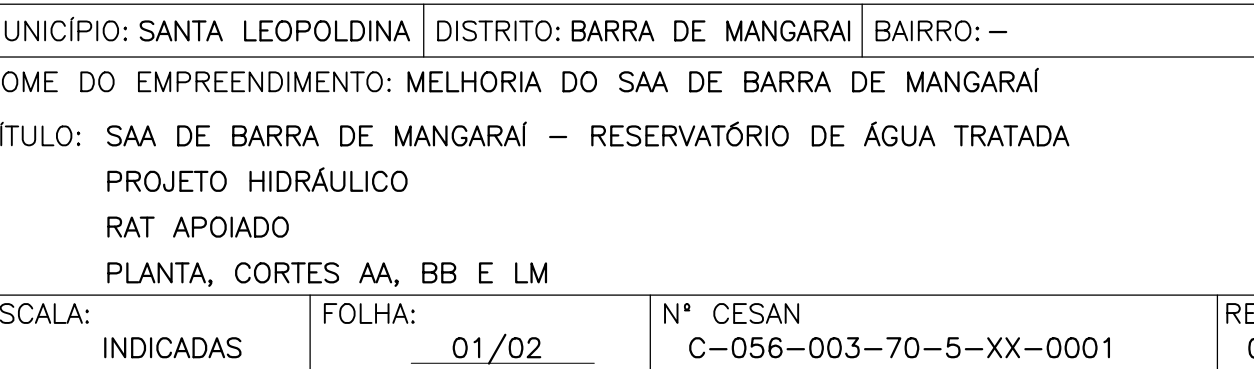 UNICÍPIO: SANTA LEOPOLDINA DISTRITO: BARRA DE MANGARAI BAIRRO: –
OME DO EMPREENDIMENTO: MELHORIA DO SAA DE BARRA DE MANGARAÍ
ÍTULO: SAA DE BARRA DE MANGARAÍ – RESERVATÓRIO DE ÁGUA TRATADA
PROJETO HIDRÁULICO
RAT APOIADO
PLANTA, CORTES AA, BB E LM
SCALA: FOLHA: Nª CESAN RE
INDICADAS 01/02 C-056-003-70-5-XX-0001